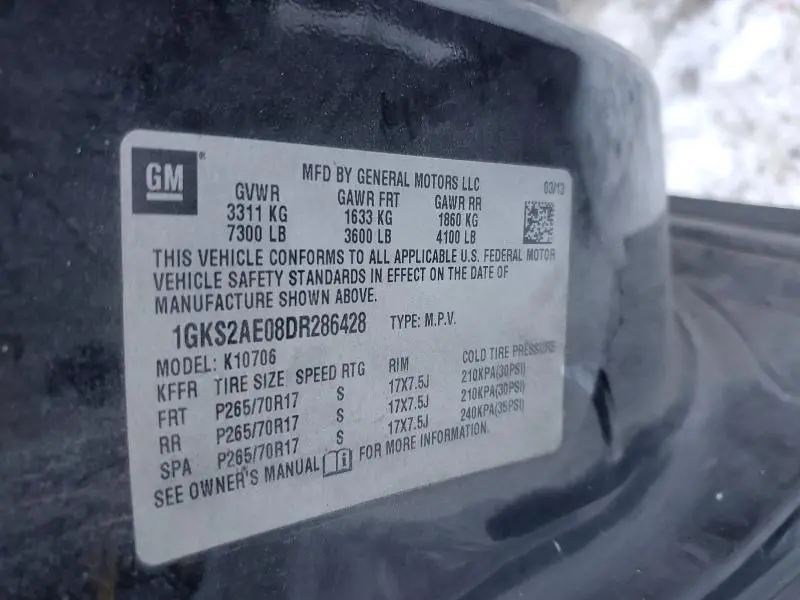 GM®
MFD BY GENERAL MOTORS LLC 03/13
GVWR GAWR FRT GAWR RR
3311 KG 1633 KG 1860 KG
7300 LB 3600 LB 4100 LB
THIS VEHICLE CONFORMS TO ALL APPLICABLE U.S. FEDERAL MOTOR
VEHICLE SAFETY STANDARDS IN EFFECT ON THE DATE OF
MANUFACTURE SHOWN ABOVE.
1GKS2AE08DR286428 TYPE: M.P.V.
MODEL: K10706
KFFR TIRE SIZE SPEED RTG RIM COLD TIRE PRESSURE
FRT P265/70R17 S 17X7.5J 210KPA(30PSI)
RR P265/70R17 S 17X7.5J 210KPA(30PSI)
SPA P265/70R17 S 17X7.5J 240KPA(35PSI)
SEE OWNER'S MANUAL i FOR MORE INFORMATION.